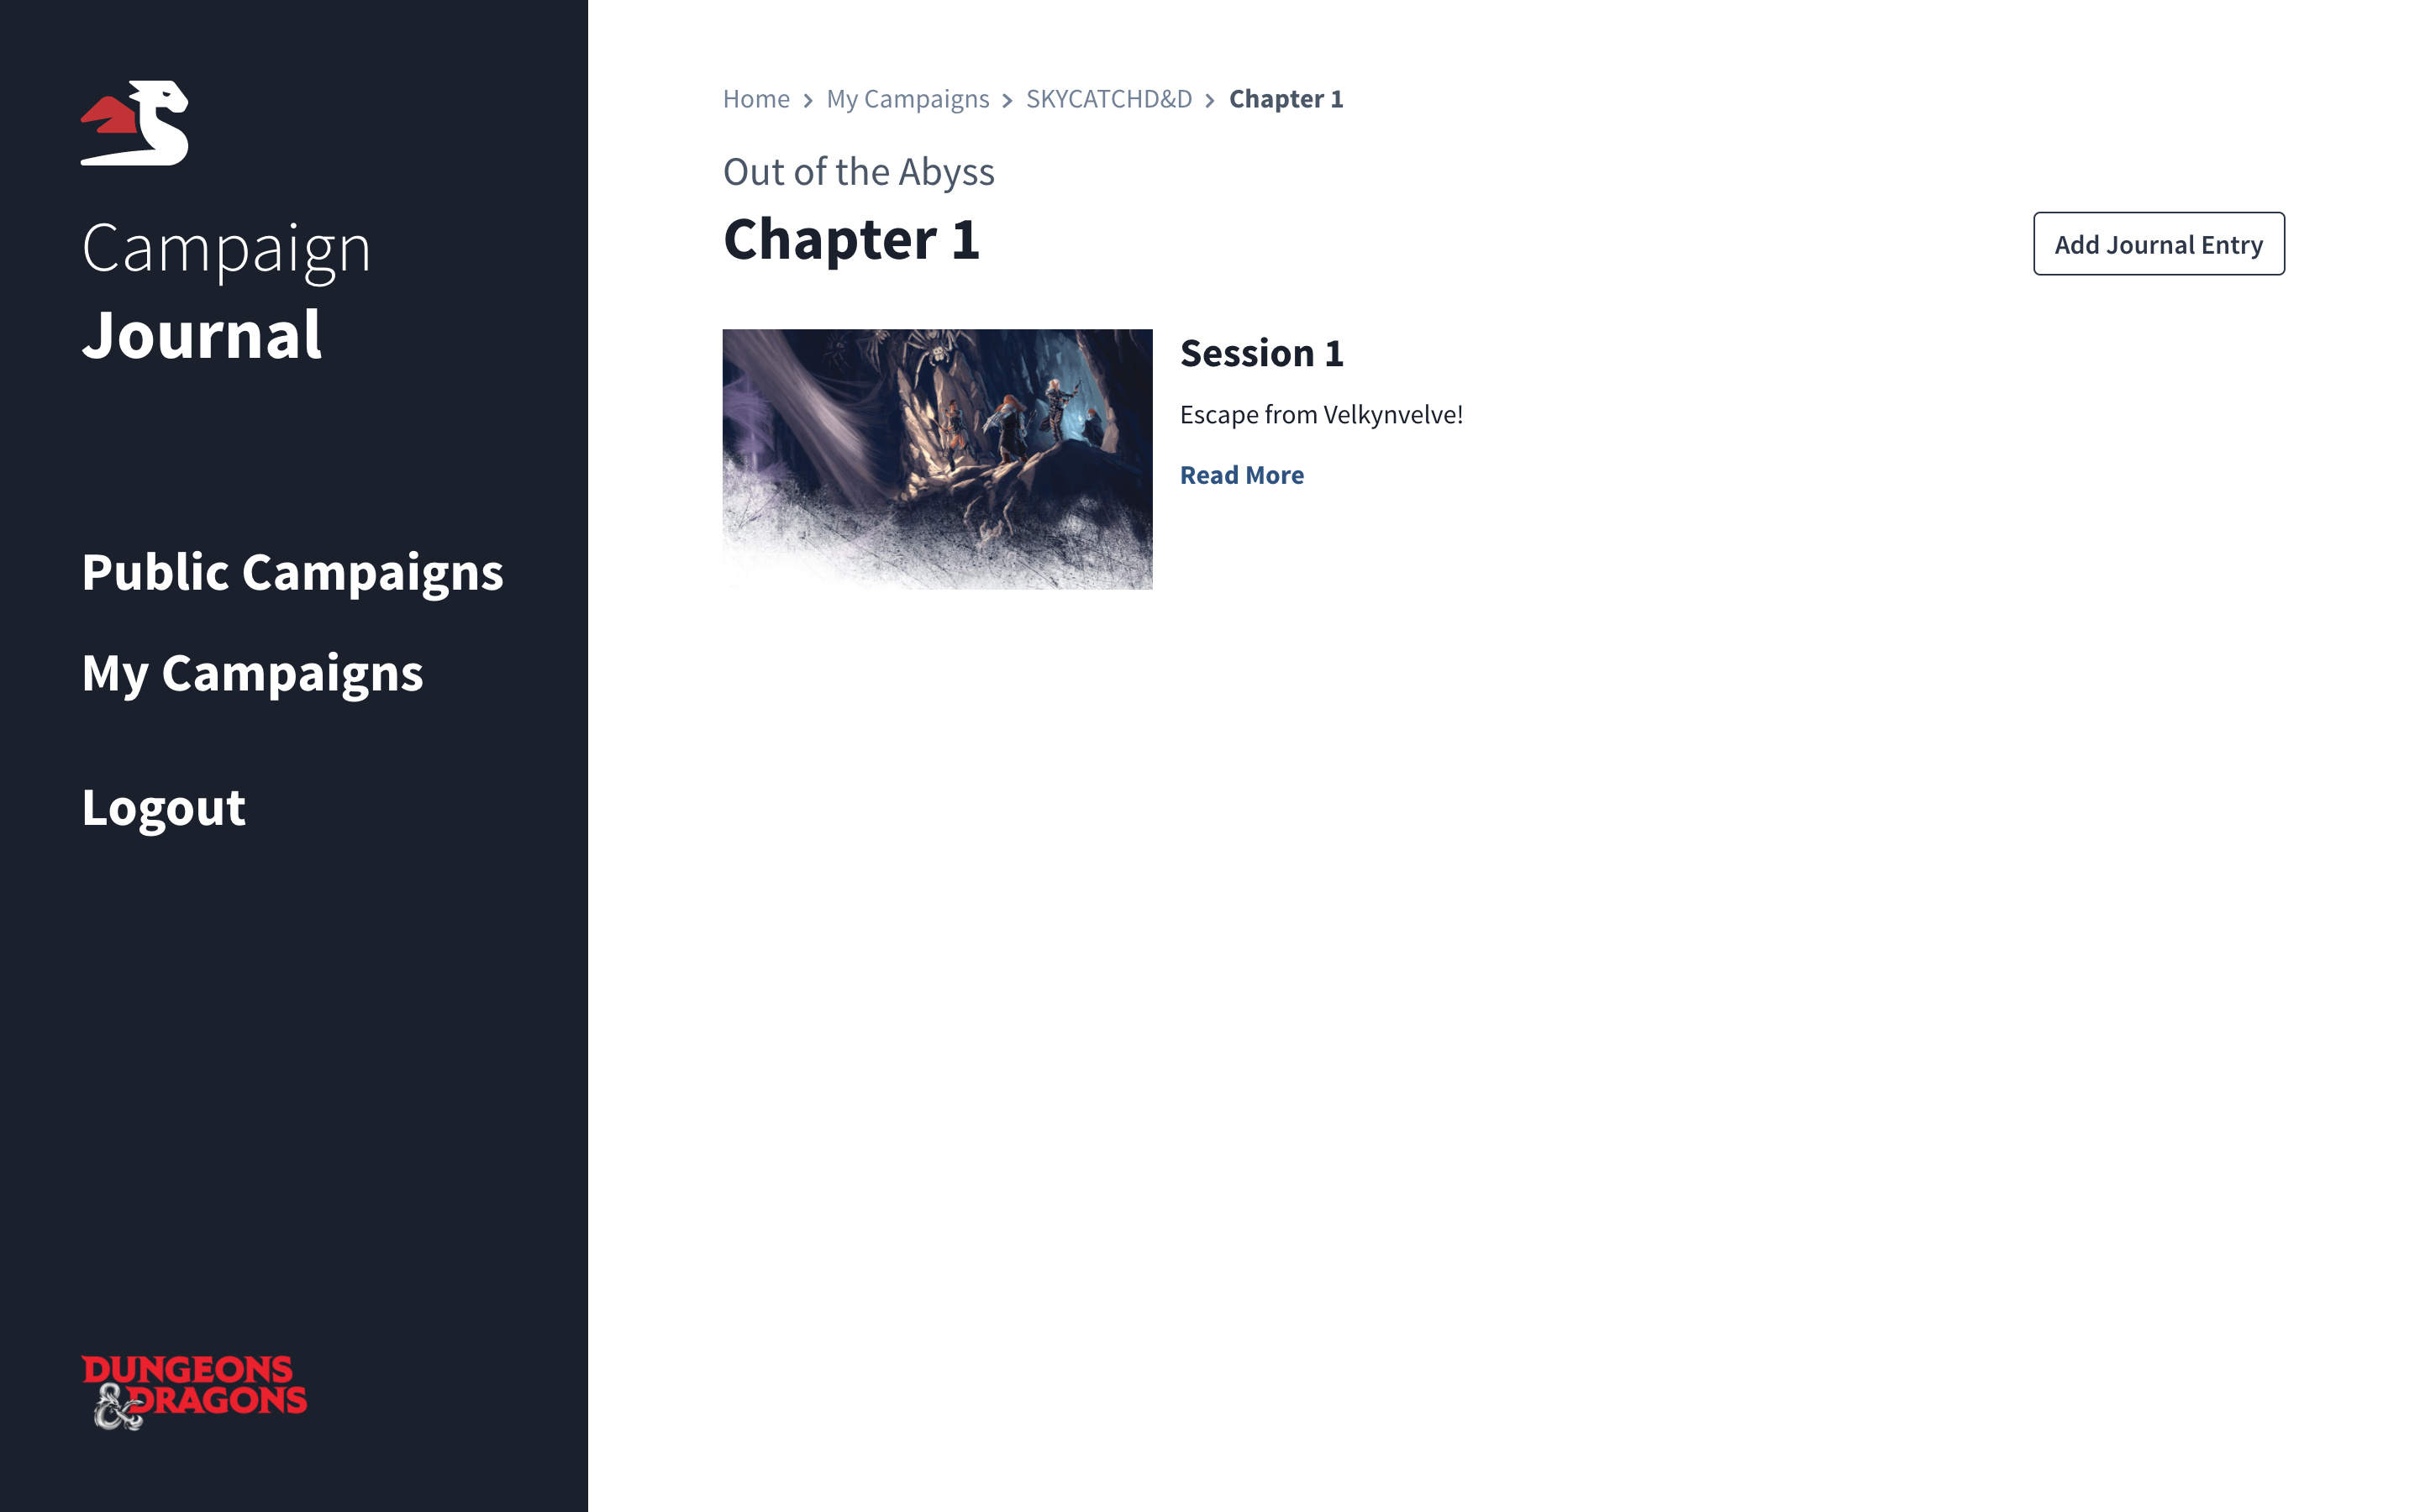 Campaign
Journal
Public Campaigns
My Campaigns
Logout
DUNGEONS
& DRAGONS
Home > My Campaigns > SKYCATCHD&D > Chapter 1
Out of the Abyss
Chapter 1
Add Journal Entry
Session 1
Escape from Velkynvelve!
Read More